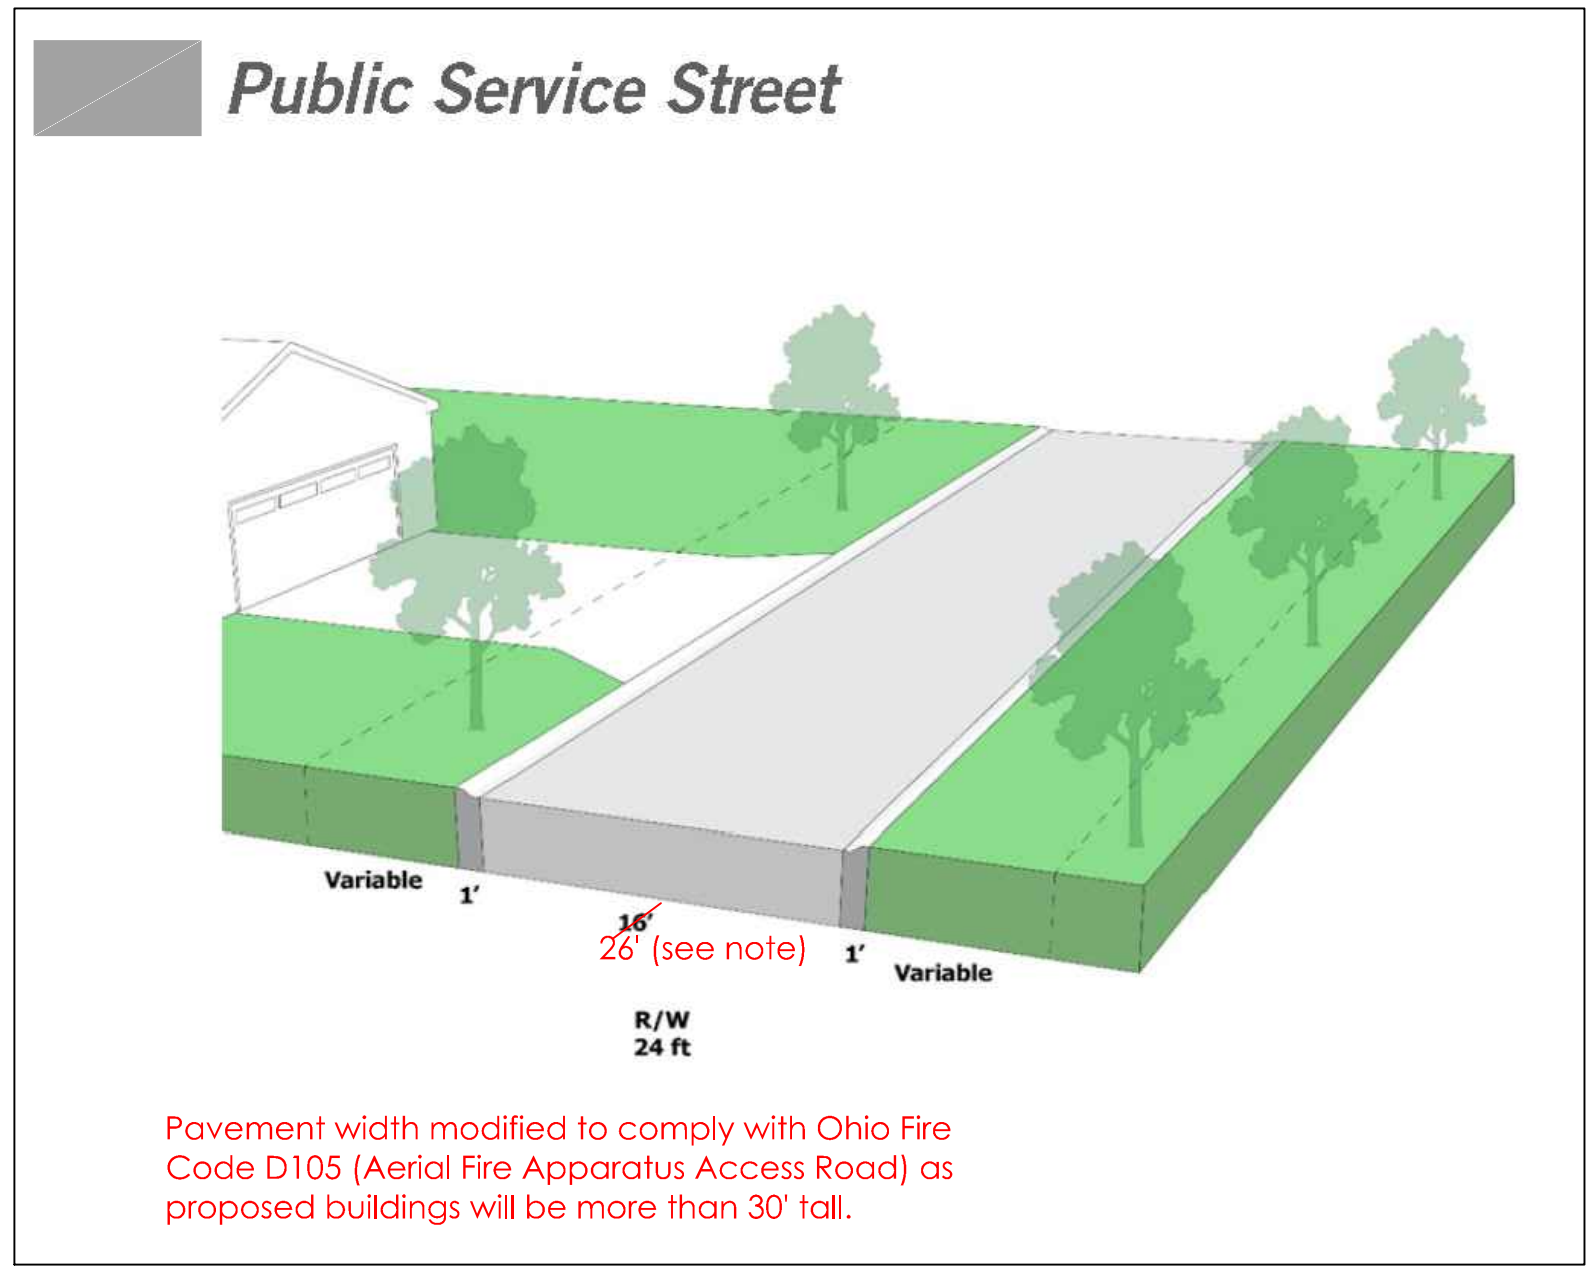 Public Service Street
Variable
1'
16'
26' (see note)
1'
Variable
R/W
24 ft
Pavement width modified to comply with Ohio Fire
Code D105 (Aerial Fire Apparatus Access Road) as
proposed buildings will be more than 30' tall.